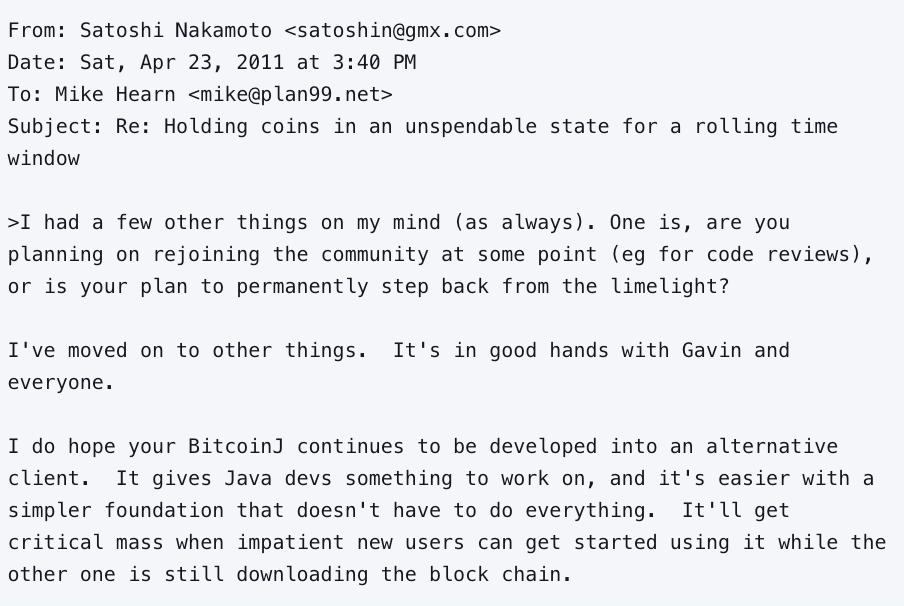 From: Satoshi Nakamoto <satoshin@gmx.com>
Date: Sat, Apr 23, 2011 at 3:40 PM
To: Mike Hearn <mike@plan99.net>
Subject: Re: Holding coins in an unspendable state for a rolling time
window
>I had a few other things on my mind (as always). One is, are you
planning on rejoining the community at some point (eg for code reviews),
or is your plan to permanently step back from the limelight?
I've moved on to other things.  It's in good hands with Gavin and
everyone.
I do hope your BitcoinJ continues to be developed into an alternative
client.  It gives Java devs something to work on, and it's easier with a
simpler foundation that doesn't have to do everything.  It'll get
critical mass when impatient new users can get started using it while the
other one is still downloading the block chain.